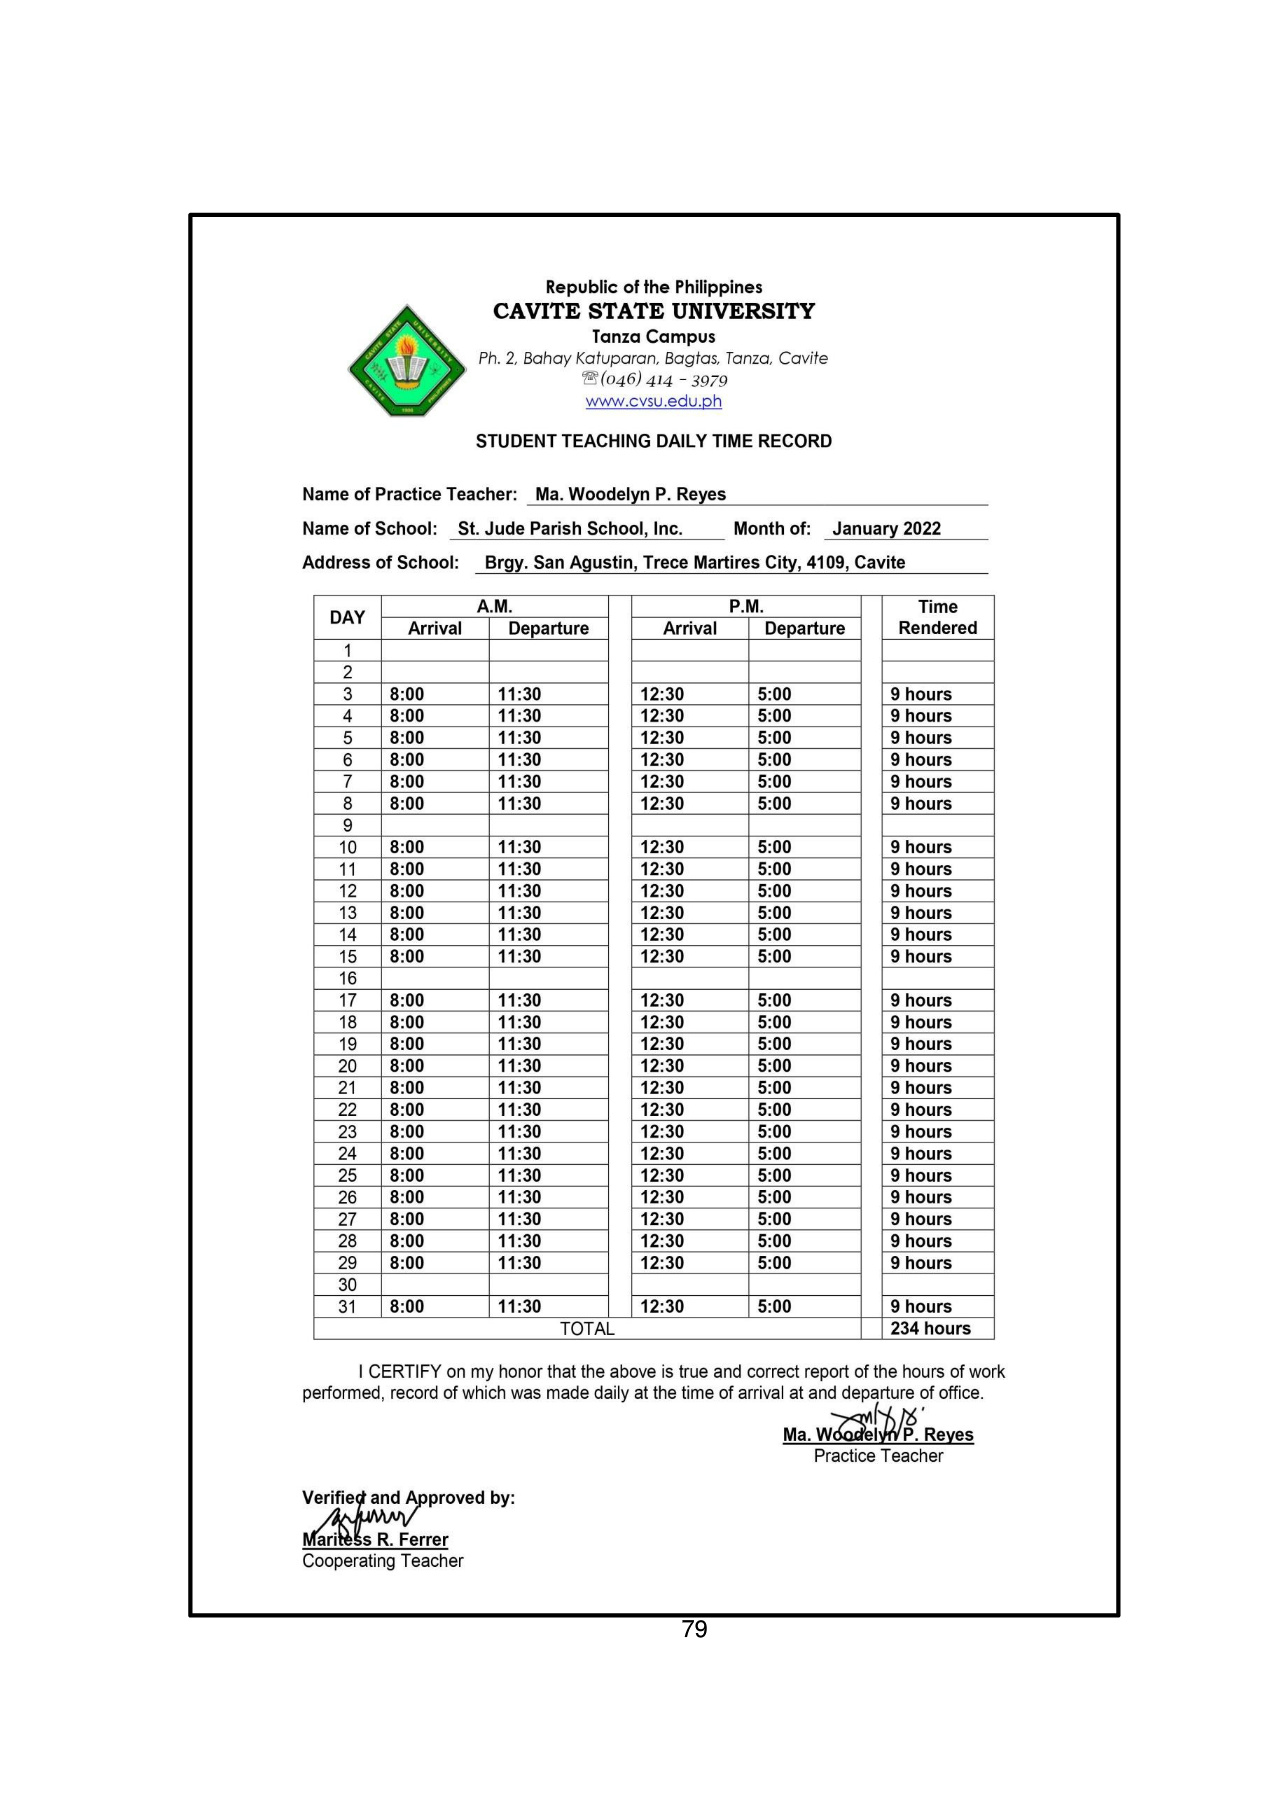 Republic of the Philippines
CAVITE STATE UNIVERSITY
Tanza Campus
Ph. 2, Bahay Katuparan, Bagtas, Tanza, Cavite
☏(046) 414 - 3979
www.cvsu.edu.ph
CAVITE STATE UNIVERSITY
CAVITE PHILIPPINES
1906
STUDENT TEACHING DAILY TIME RECORD
Name of Practice Teacher: Ma. Woodelyn P. Reyes
Name of School: St. Jude Parish School, Inc. Month of: January 2022
Address of School: Brgy. San Agustin, Trece Martires City, 4109, Cavite
DAY A.M. P.M. Time Rendered
Arrival Departure Arrival Departure
1
2
3 8:00 11:30 12:30 5:00 9 hours
4 8:00 11:30 12:30 5:00 9 hours
5 8:00 11:30 12:30 5:00 9 hours
6 8:00 11:30 12:30 5:00 9 hours
7 8:00 11:30 12:30 5:00 9 hours
8 8:00 11:30 12:30 5:00 9 hours
9
10 8:00 11:30 12:30 5:00 9 hours
11 8:00 11:30 12:30 5:00 9 hours
12 8:00 11:30 12:30 5:00 9 hours
13 8:00 11:30 12:30 5:00 9 hours
14 8:00 11:30 12:30 5:00 9 hours
15 8:00 11:30 12:30 5:00 9 hours
16
17 8:00 11:30 12:30 5:00 9 hours
18 8:00 11:30 12:30 5:00 9 hours
19 8:00 11:30 12:30 5:00 9 hours
20 8:00 11:30 12:30 5:00 9 hours
21 8:00 11:30 12:30 5:00 9 hours
22 8:00 11:30 12:30 5:00 9 hours
23 8:00 11:30 12:30 5:00 9 hours
24 8:00 11:30 12:30 5:00 9 hours
25 8:00 11:30 12:30 5:00 9 hours
26 8:00 11:30 12:30 5:00 9 hours
27 8:00 11:30 12:30 5:00 9 hours
28 8:00 11:30 12:30 5:00 9 hours
29 8:00 11:30 12:30 5:00 9 hours
30
31 8:00 11:30 12:30 5:00 9 hours
TOTAL 234 hours
I CERTIFY on my honor that the above is true and correct report of the hours of work
performed, record of which was made daily at the time of arrival at and departure of office.
Ma. Woodelyn P. Reyes
Practice Teacher
Verified and Approved by:
Maritess R. Ferrer
Cooperating Teacher
79